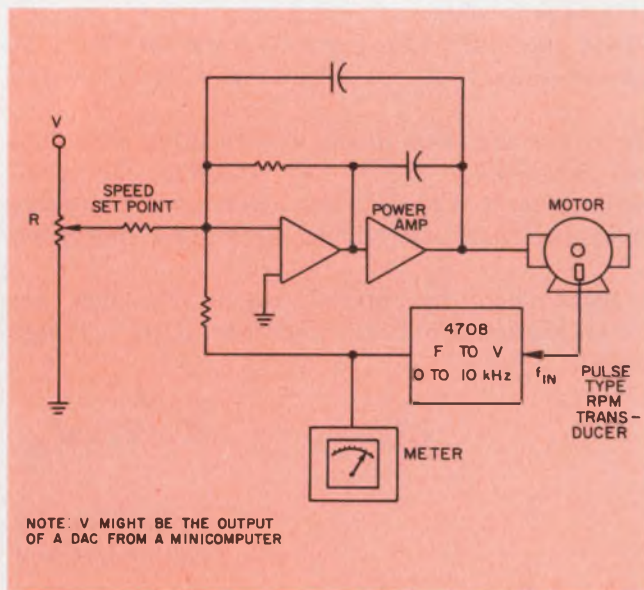 V
SPEED
SET POINT
R
POWER
AMP
MOTOR
4708
F TO V
0 TO 10 kHz
fIN
PULSE
TYPE
RPM
TRANS-
DUCER
METER
NOTE: V MIGHT BE THE OUTPUT
OF A DAC FROM A MINICOMPUTER